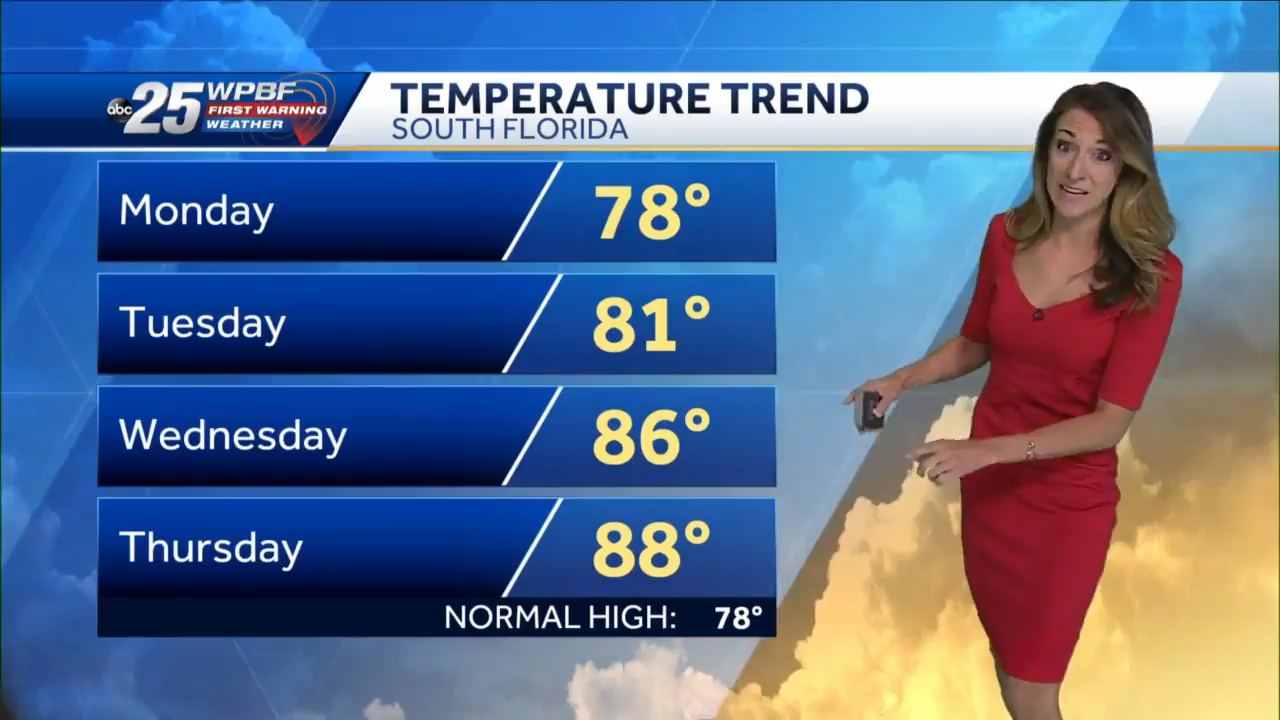 abc 25 WPBF
FIRST WARNING
WEATHER
TEMPERATURE TREND
SOUTH FLORIDA
Monday 78°
Tuesday 81°
Wednesday 86°
Thursday 88°
NORMAL HIGH: 78°